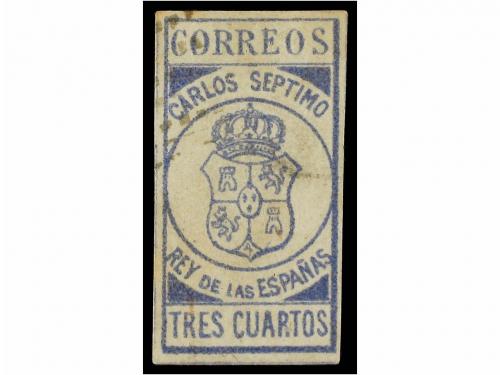 CORREOS
CARLOS SEPTIMO
REY DE LAS ESPAÑAS
TRES CUARTOS